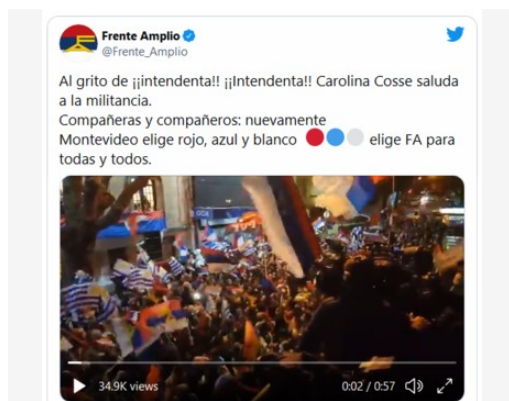 Frente Amplio
@Frente_Amplio
Al grito de ¡¡intendenta!! ¡¡Intendenta!! Carolina Cosse saluda
a la militancia.
Compañeras y compañeros: nuevamente
Montevideo elige rojo, azul y blanco 🔴🔵⚪ elige FA para
todas y todos.
34.9K views
0:02 / 0:57